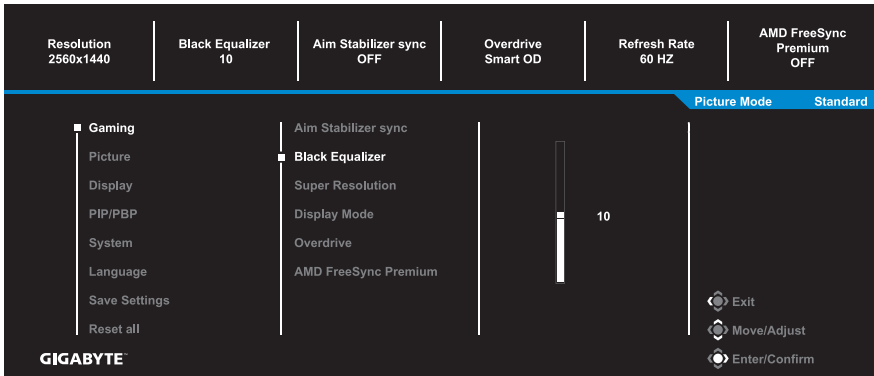 Resolution
2560x1440
Black Equalizer
10
Aim Stabilizer sync
OFF
Overdrive
Smart OD
Refresh Rate
60 HZ
AMD FreeSync
Premium
OFF
Picture Mode Standard
Gaming
Picture
Display
PIP/PBP
System
Language
Save Settings
Reset all
Aim Stabilizer sync
Black Equalizer
Super Resolution
Display Mode
Overdrive
AMD FreeSync Premium
10
Exit
Move/Adjust
Enter/Confirm
GIGABYTE™